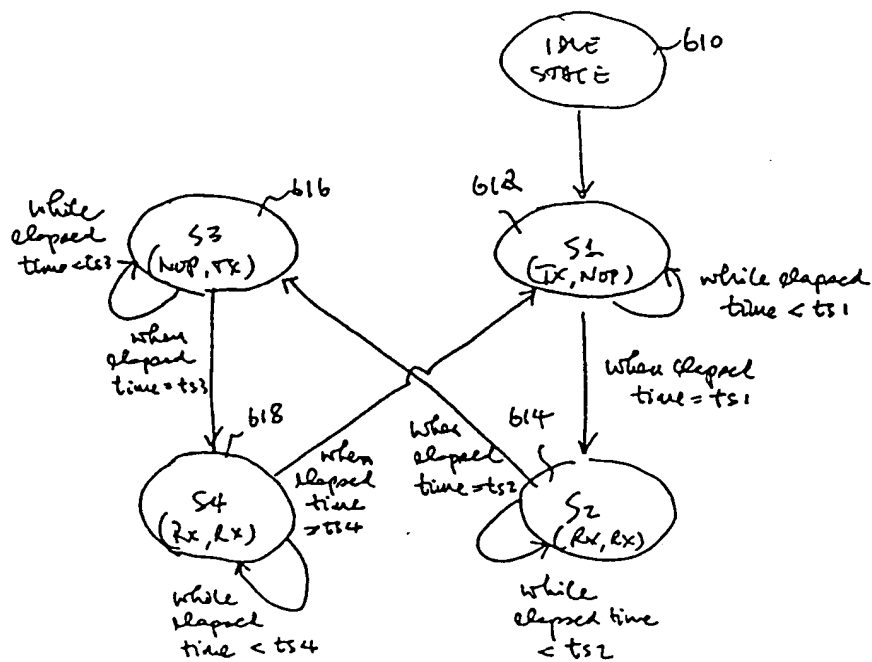 IDLE
STATE
610
616
612
while
elapsed
time < ts3
S3
(NOP, TX)
S1
(TX, NOP)
while elapsed
time < ts1
when
elapsed
time = ts3
when elapsed
time = ts1
618
614
when
elapsed
time
= ts4
when
elapsed
time = ts2
S4
(RX, RX)
S2
(RX, RX)
while
elapsed
time < ts4
while
elapsed time
< ts2